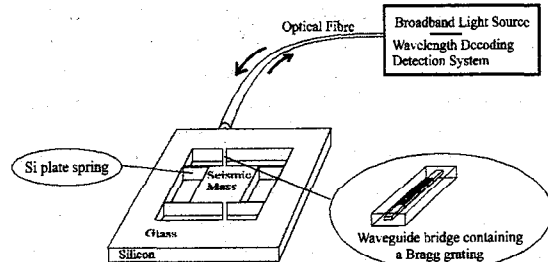 Optical Fibre
Broadband Light Source
Wavelength Decoding
Detection System
Si plate spring
Seismic
Mass
Glass
Silicon
Waveguide bridge containing
a Bragg grating